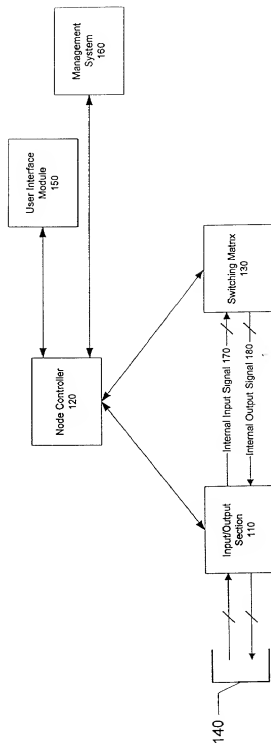 Management
System
160
User Interface
Module
150
Node Controller
120
Switching Matrix
130
Internal Input Signal 170
Internal Output Signal 180
Input/Output
Section
110
140